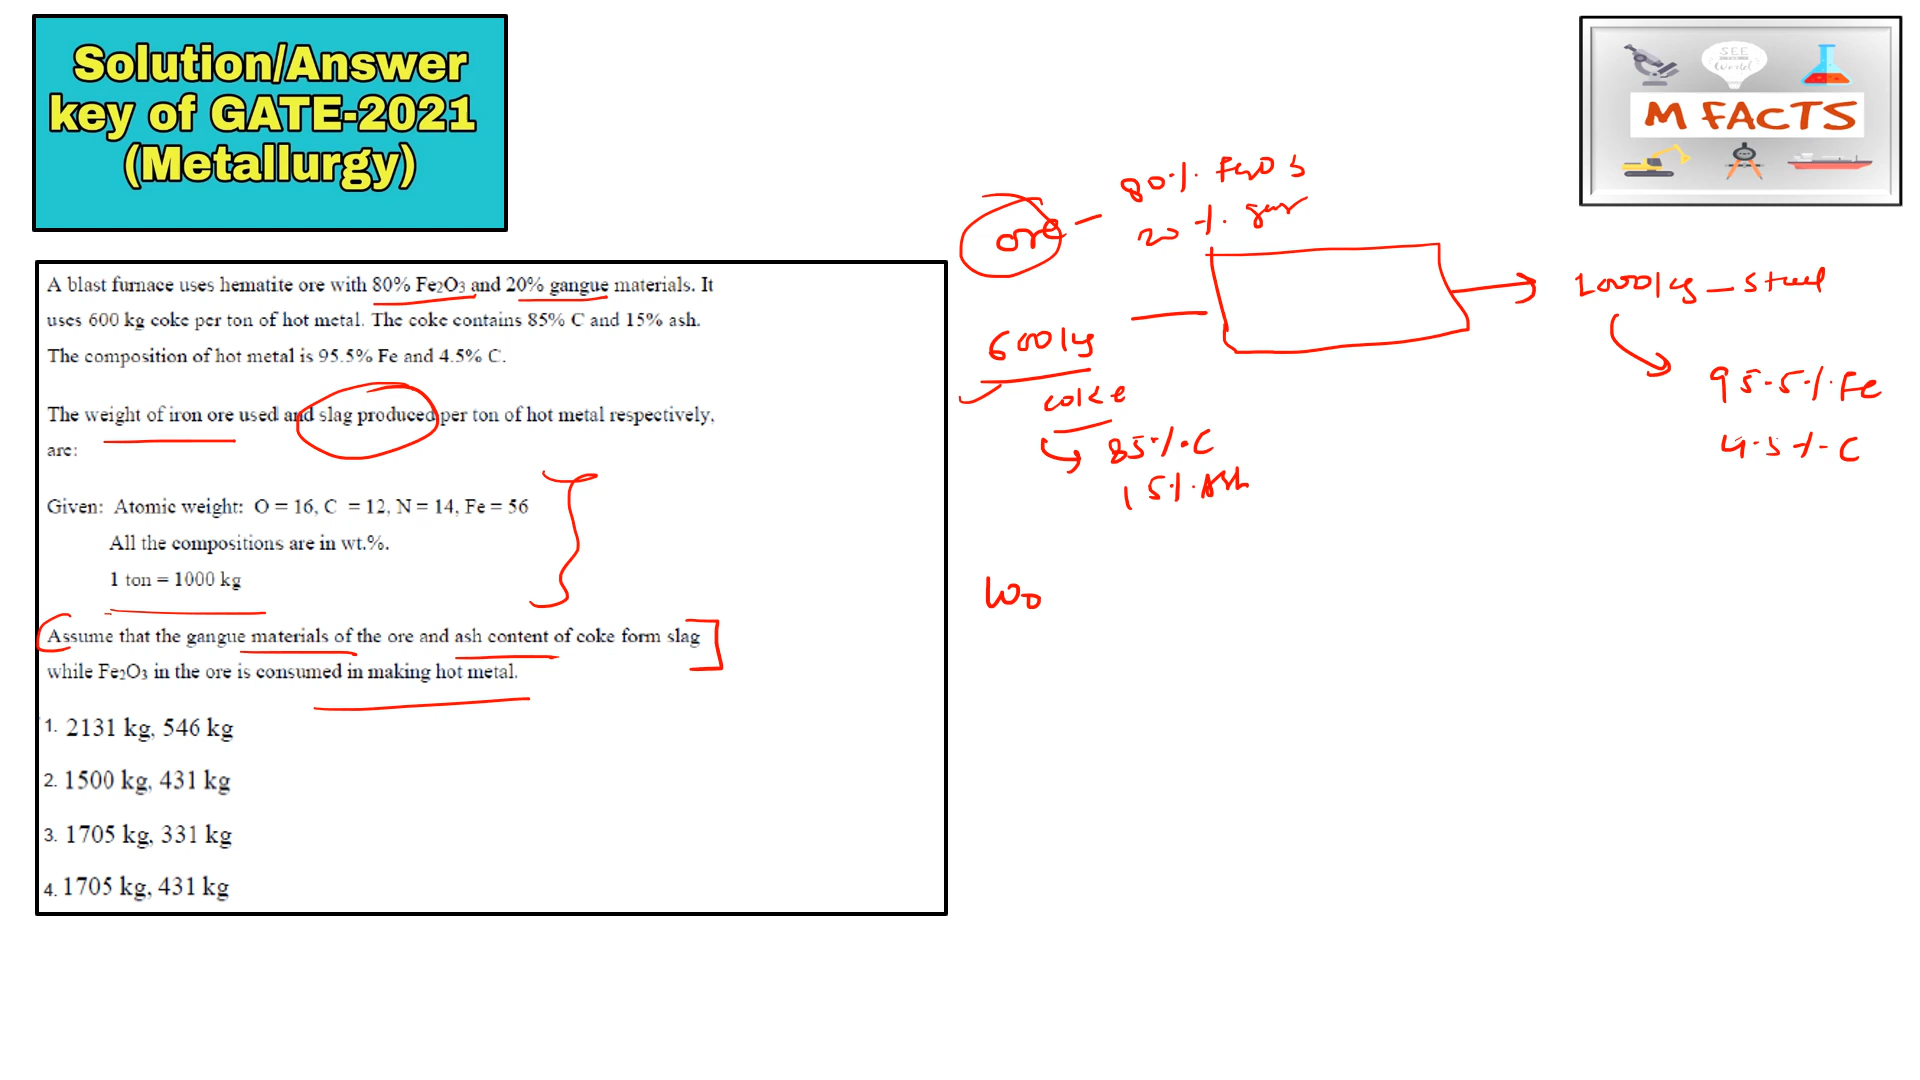 Solution/Answer
key of GATE-2021
(Metallurgy)
SEE
THE
World
M FACTS
A blast furnace uses hematite ore with 80% Fe2O3 and 20% gangue materials. It
uses 600 kg coke per ton of hot metal. The coke contains 85% C and 15% ash.
The composition of hot metal is 95.5% Fe and 4.5% C.
The weight of iron ore used and slag produced per ton of hot metal respectively,
are:
Given: Atomic weight: O = 16, C = 12, N = 14, Fe = 56
All the compositions are in wt.%.
1 ton = 1000 kg
Assume that the gangue materials of the ore and ash content of coke form slag
while Fe2O3 in the ore is consumed in making hot metal.
1. 2131 kg, 546 kg
2. 1500 kg, 431 kg
3. 1705 kg, 331 kg
4. 1705 kg, 431 kg
ore — 80% Fe2O3
20%
600 kg
coke
85% C
15% Ash
1000 kg — steel
95.5% Fe
4.5% C